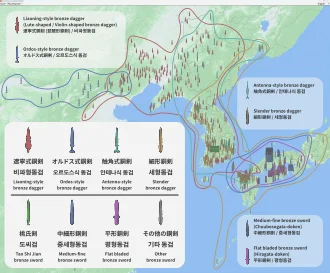 Liaoning-style bronze dagger
(Lute-shaped / Violin-shaped bronze dagger)
遼寧式銅剣 (琵琶形銅剣) / 비파형동검
Ordos-style bronze dagger
オルドス式銅剣 / 오르도스식 동검
Antenna-style bronze dagger
触角式銅剣 / 안테나식 동검
Slender bronze dagger
細形銅剣 / 세형동검
遼寧式銅剣
비파형 동검
Liaoning-style
bronze dagger
オルドス式銅剣
오르도스식 동검
Ordos-style
bronze dagger
触角式銅剣
안테나식 동검
Antenna-style
bronze dagger
細形銅剣
세형동검
Slender
bronze dagger
桃氏剣
도씨검
Tao Shi Jian
bronze sword
中細形銅剣
중세형동검
Medium-fine
bronze sword
平形銅剣
평형동검
Flat bladed
bronze sword
その他の銅剣
기타 동검
Other
bronze sword
Medium-fine bronze sword
(Chuubosogata-doken)
中細形銅剣 / 중세형동검
Flat bladed bronze sword
(Hiragata-doken)
平形銅剣 / 평형동검